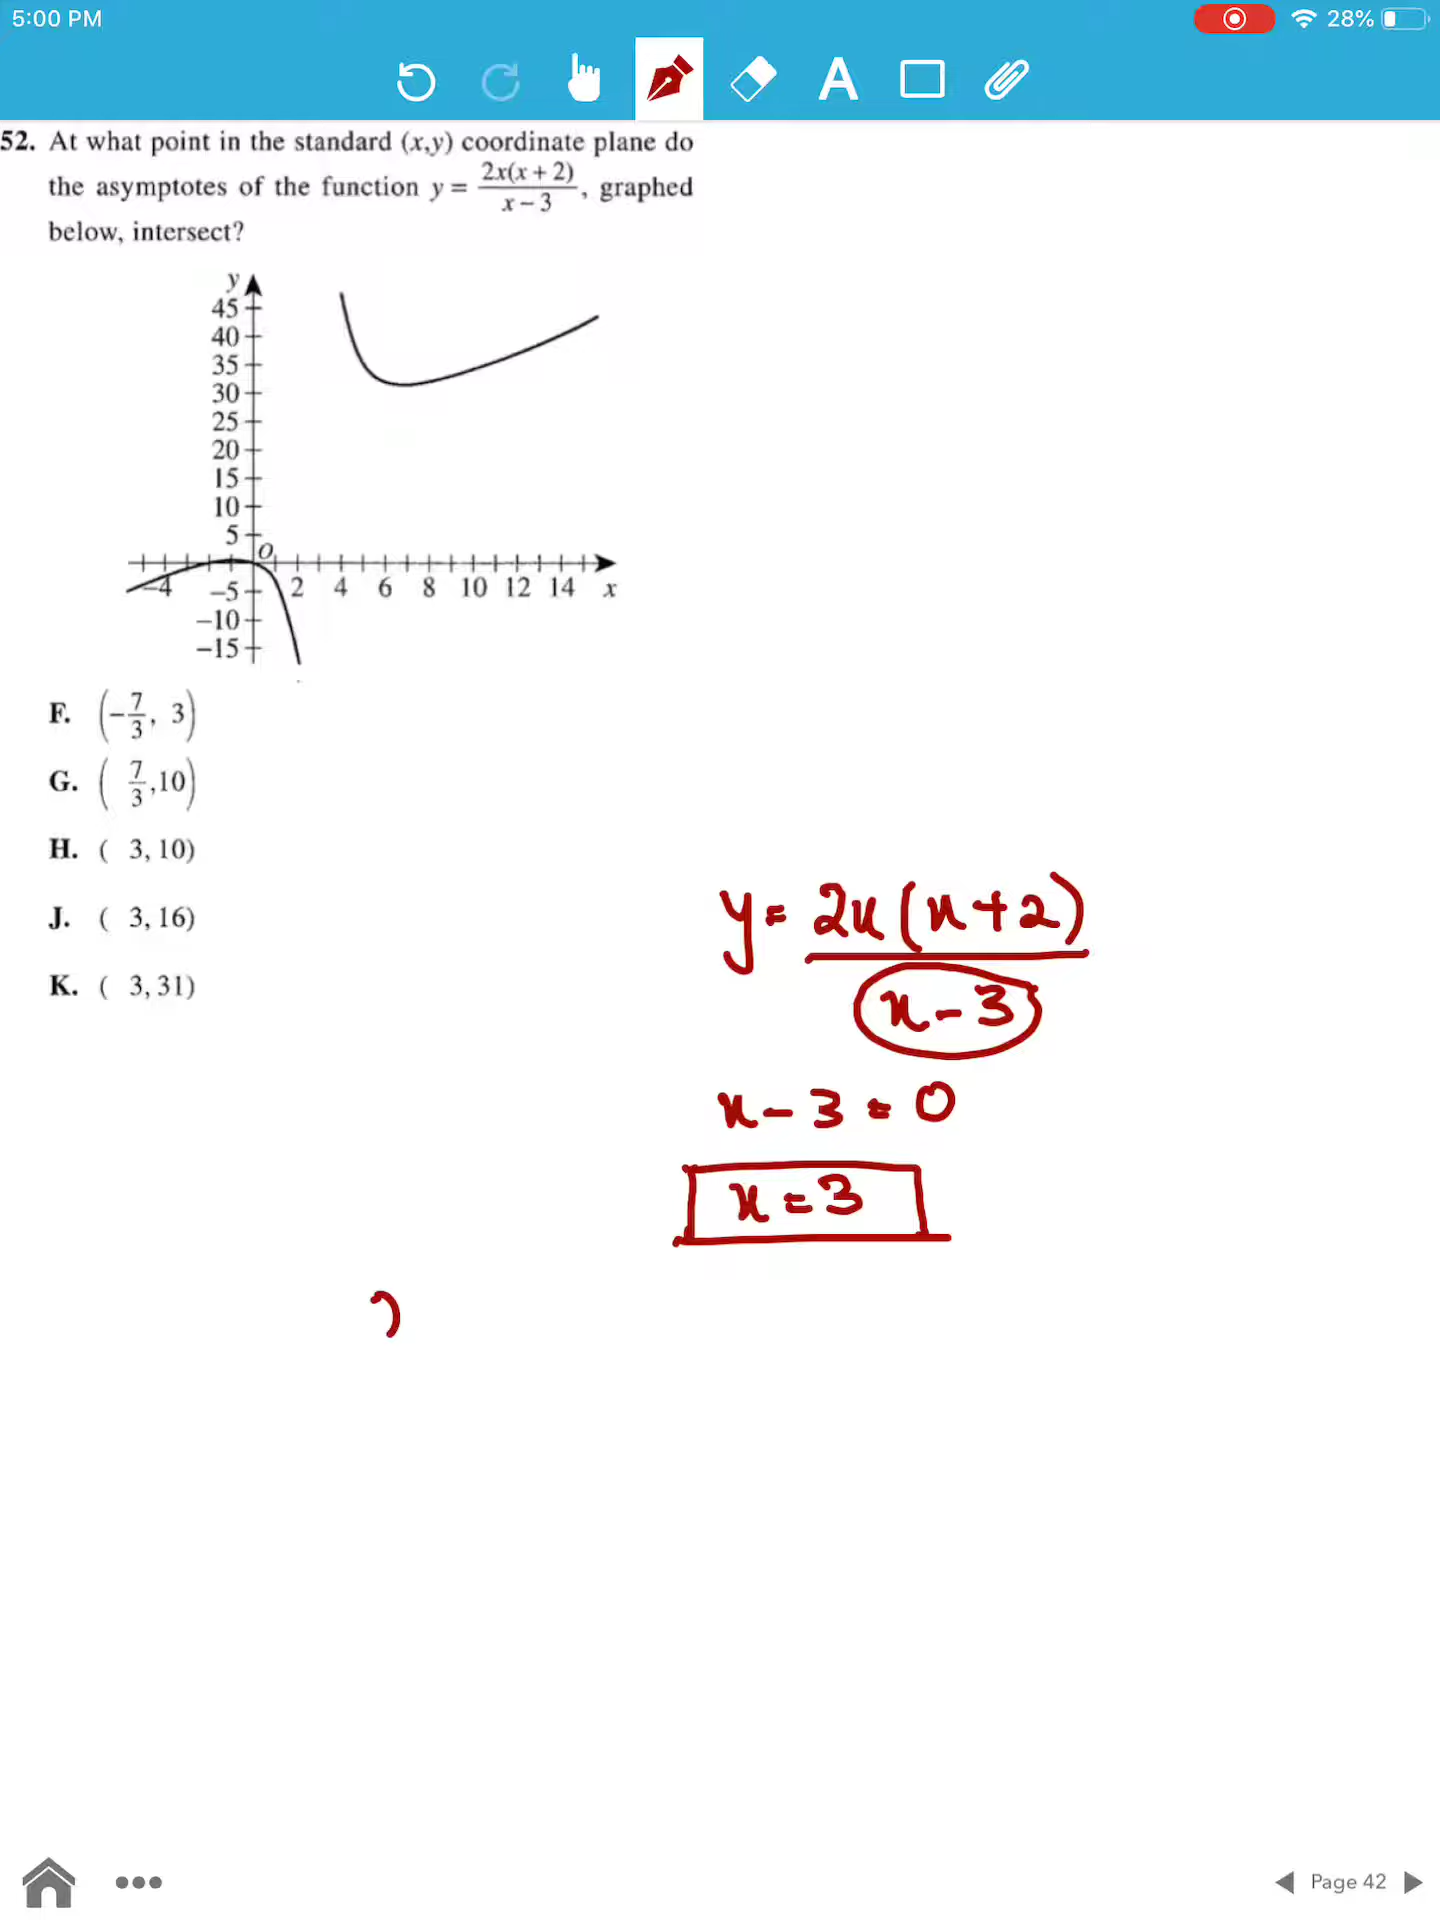 5:00 PM
28%
A
52. At what point in the standard (x,y) coordinate plane do
the asymptotes of the function y = 2x(x + 2) / x − 3, graphed
below, intersect?
y
45
40
35
30
25
20
15
10
5
O
−4 2 4 6 8 10 12 14 x
−5
−10
−15
F. (−7/3, 3)
G. ( 7/3,10)
H. ( 3, 10)
J. ( 3, 16)
K. ( 3, 31)
y = 2x(x+2)
x - 3
x - 3 = 0
x = 3
Page 42